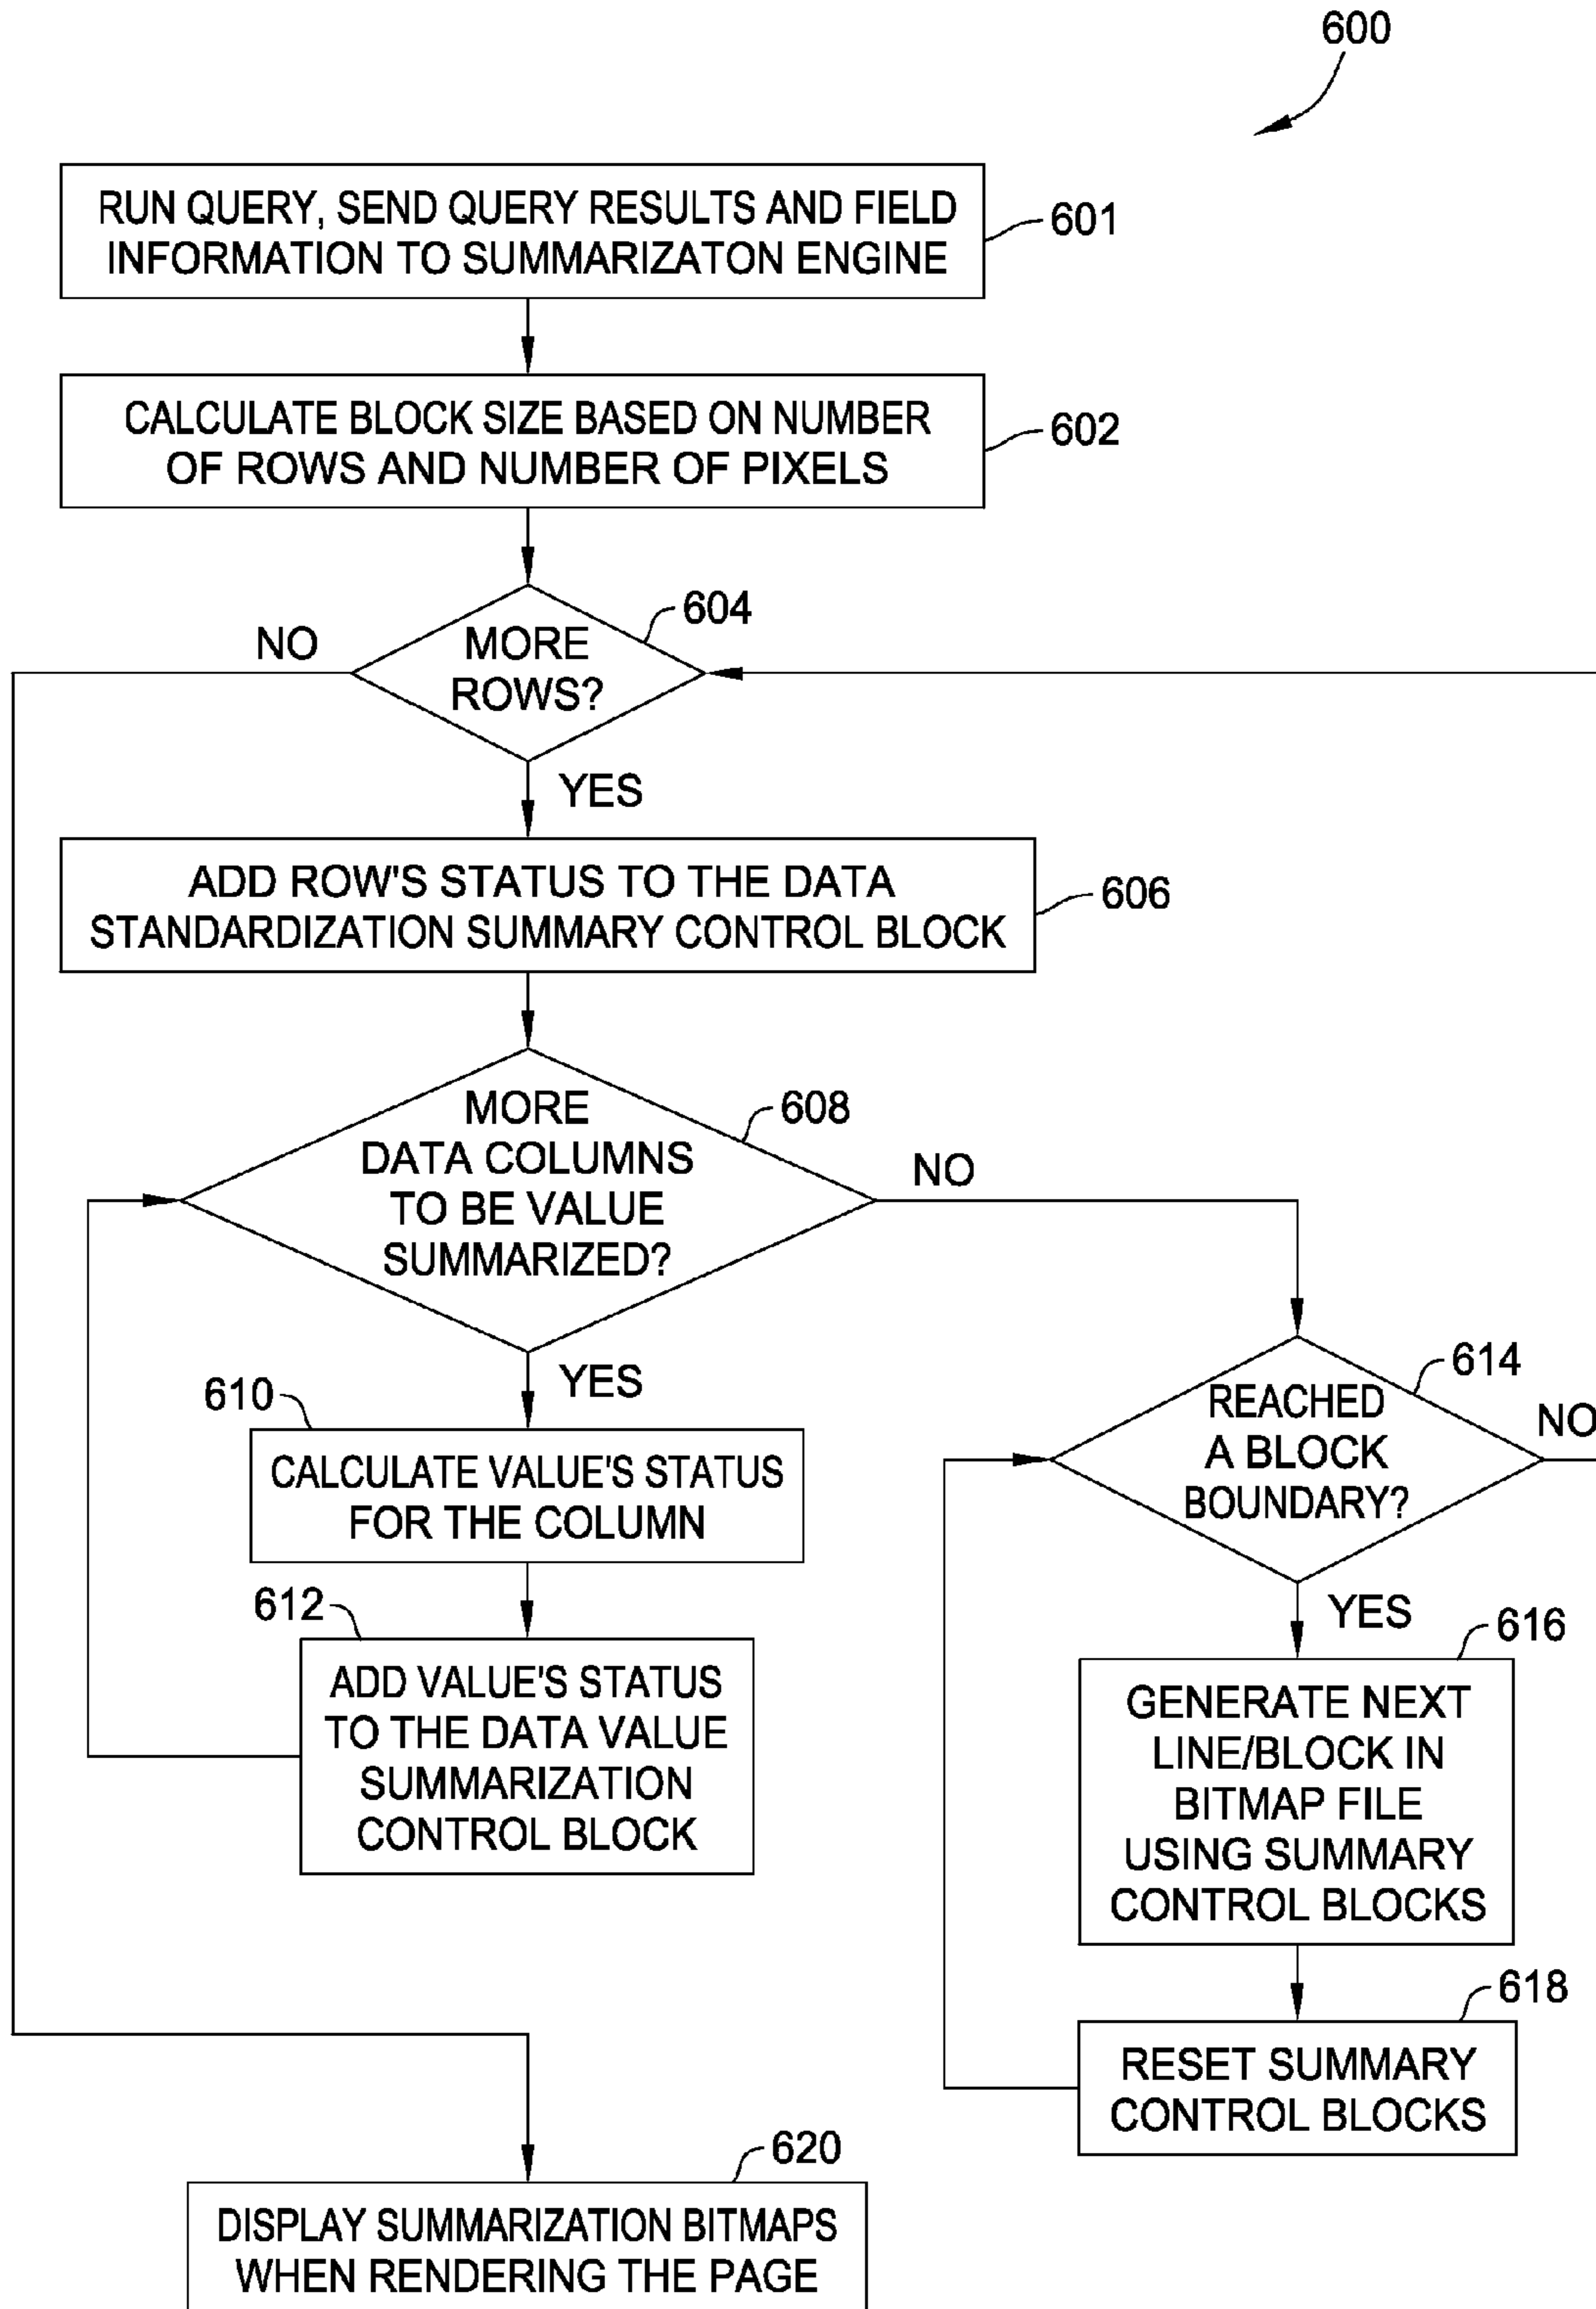 600
RUN QUERY, SEND QUERY RESULTS AND FIELD
INFORMATION TO SUMMARIZATON ENGINE
601
CALCULATE BLOCK SIZE BASED ON NUMBER
OF ROWS AND NUMBER OF PIXELS
602
604
NO
MORE
ROWS?
YES
ADD ROW'S STATUS TO THE DATA
STANDARDIZATION SUMMARY CONTROL BLOCK
606
MORE
DATA COLUMNS
TO BE VALUE
SUMMARIZED?
608
NO
YES
610
CALCULATE VALUE'S STATUS
FOR THE COLUMN
612
ADD VALUE'S STATUS
TO THE DATA VALUE
SUMMARIZATION
CONTROL BLOCK
614
REACHED
A BLOCK
BOUNDARY?
NO
YES
616
GENERATE NEXT
LINE/BLOCK IN
BITMAP FILE
USING SUMMARY
CONTROL BLOCKS
618
RESET SUMMARY
CONTROL BLOCKS
620
DISPLAY SUMMARIZATION BITMAPS
WHEN RENDERING THE PAGE